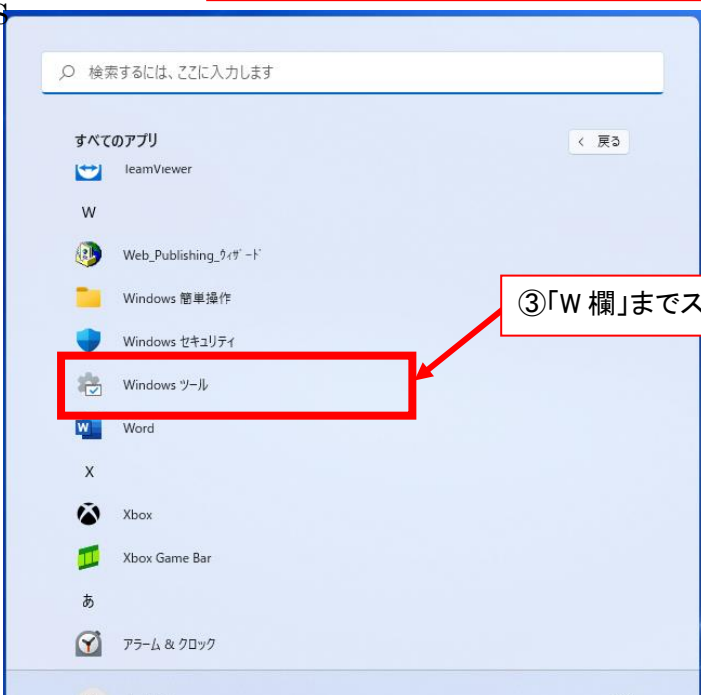 S
検索するには、ここに入力します
すべてのアプリ
戻る
TeamViewer
W
Web_Publishing_ｳｨｻﾞｰﾄﾞ
Windows 簡単操作
③「W 欄」までス
Windows セキュリティ
Windows ツール
Word
X
Xbox
Xbox Game Bar
あ
アラーム & クロック